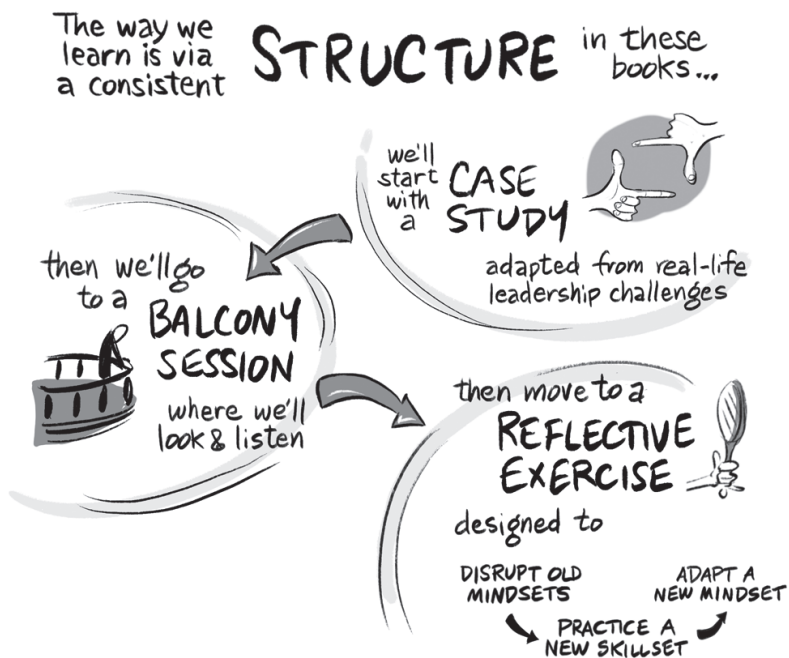 The way we
learn is via
a consistent
STRUCTURE
in these
books...
we'll
start
with
a
CASE
STUDY
adapted from real-life
leadership challenges
then we'll go
to a
BALCONY
SESSION
where we'll
look & listen
then move to a
REFLECTIVE
EXERCISE
designed to
DISRUPT OLD
MINDSETS
PRACTICE A
NEW SKILLSET
ADAPT A
NEW MINDSET